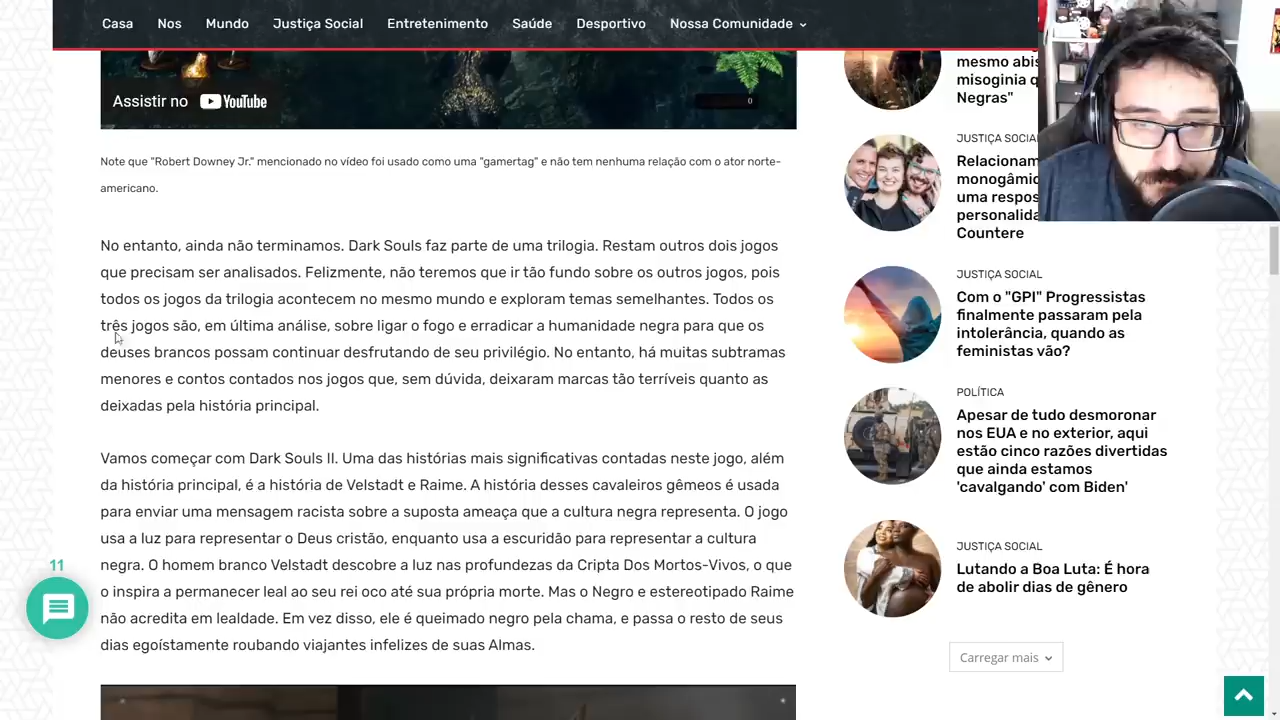 Casa Nos Mundo Justiça Social Entretenimento Saúde Desportivo Nossa Comunidade
Assistir no YouTube
Note que "Robert Downey Jr." mencionado no vídeo foi usado como uma "gamertag" e não tem nenhuma relação com o ator norte-
americano.
No entanto, ainda não terminamos. Dark Souls faz parte de uma trilogia. Restam outros dois jogos
que precisam ser analisados. Felizmente, não teremos que ir tão fundo sobre os outros jogos, pois
todos os jogos da trilogia acontecem no mesmo mundo e exploram temas semelhantes. Todos os
três jogos são, em última análise, sobre ligar o fogo e erradicar a humanidade negra para que os
deuses brancos possam continuar desfrutando de seu privilégio. No entanto, há muitas subtramas
menores e contos contados nos jogos que, sem dúvida, deixaram marcas tão terríveis quanto as
deixadas pela história principal.
Vamos começar com Dark Souls II. Uma das histórias mais significativas contadas neste jogo, além
da história principal, é a história de Velstadt e Raime. A história desses cavaleiros gêmeos é usada
para enviar uma mensagem racista sobre a suposta ameaça que a cultura negra representa. O jogo
usa a luz para representar o Deus cristão, enquanto usa a escuridão para representar a cultura
negra. O homem branco Velstadt descobre a luz nas profundezas da Cripta Dos Mortos-Vivos, o que
o inspira a permanecer leal ao seu rei oco até sua própria morte. Mas o Negro e estereotipado Raime
não acredita em lealdade. Em vez disso, ele é queimado negro pela chama, e passa o resto de seus
dias egoístamente roubando viajantes infelizes de suas Almas.
11
mesmo
misoginia
Negras"
JUSTIÇA
uma
Countere
JUSTIÇA SOCIAL
Com o "GPI" Progressistas
finalmente passaram pela
intolerância, quando as
feministas vão?
POLÍTICA
Apesar de tudo desmoronar
nos EUA e no exterior, aqui
estão cinco razões divertidas
que ainda estamos
'cavalgando' com Biden'
JUSTIÇA SOCIAL
Lutando a Boa Luta: É hora
de abolir dias de gênero
Carregar mais